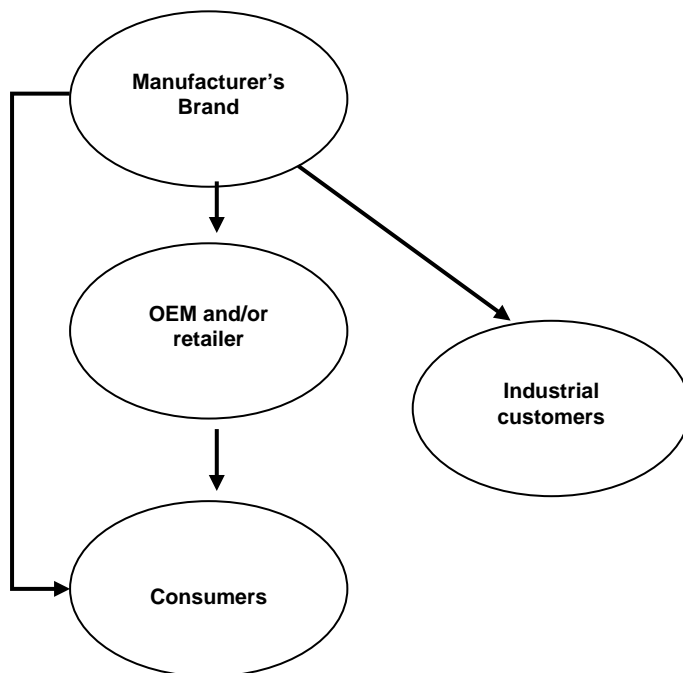 Manufacturer’s
Brand
OEM and/or
retailer
Industrial
customers
Consumers